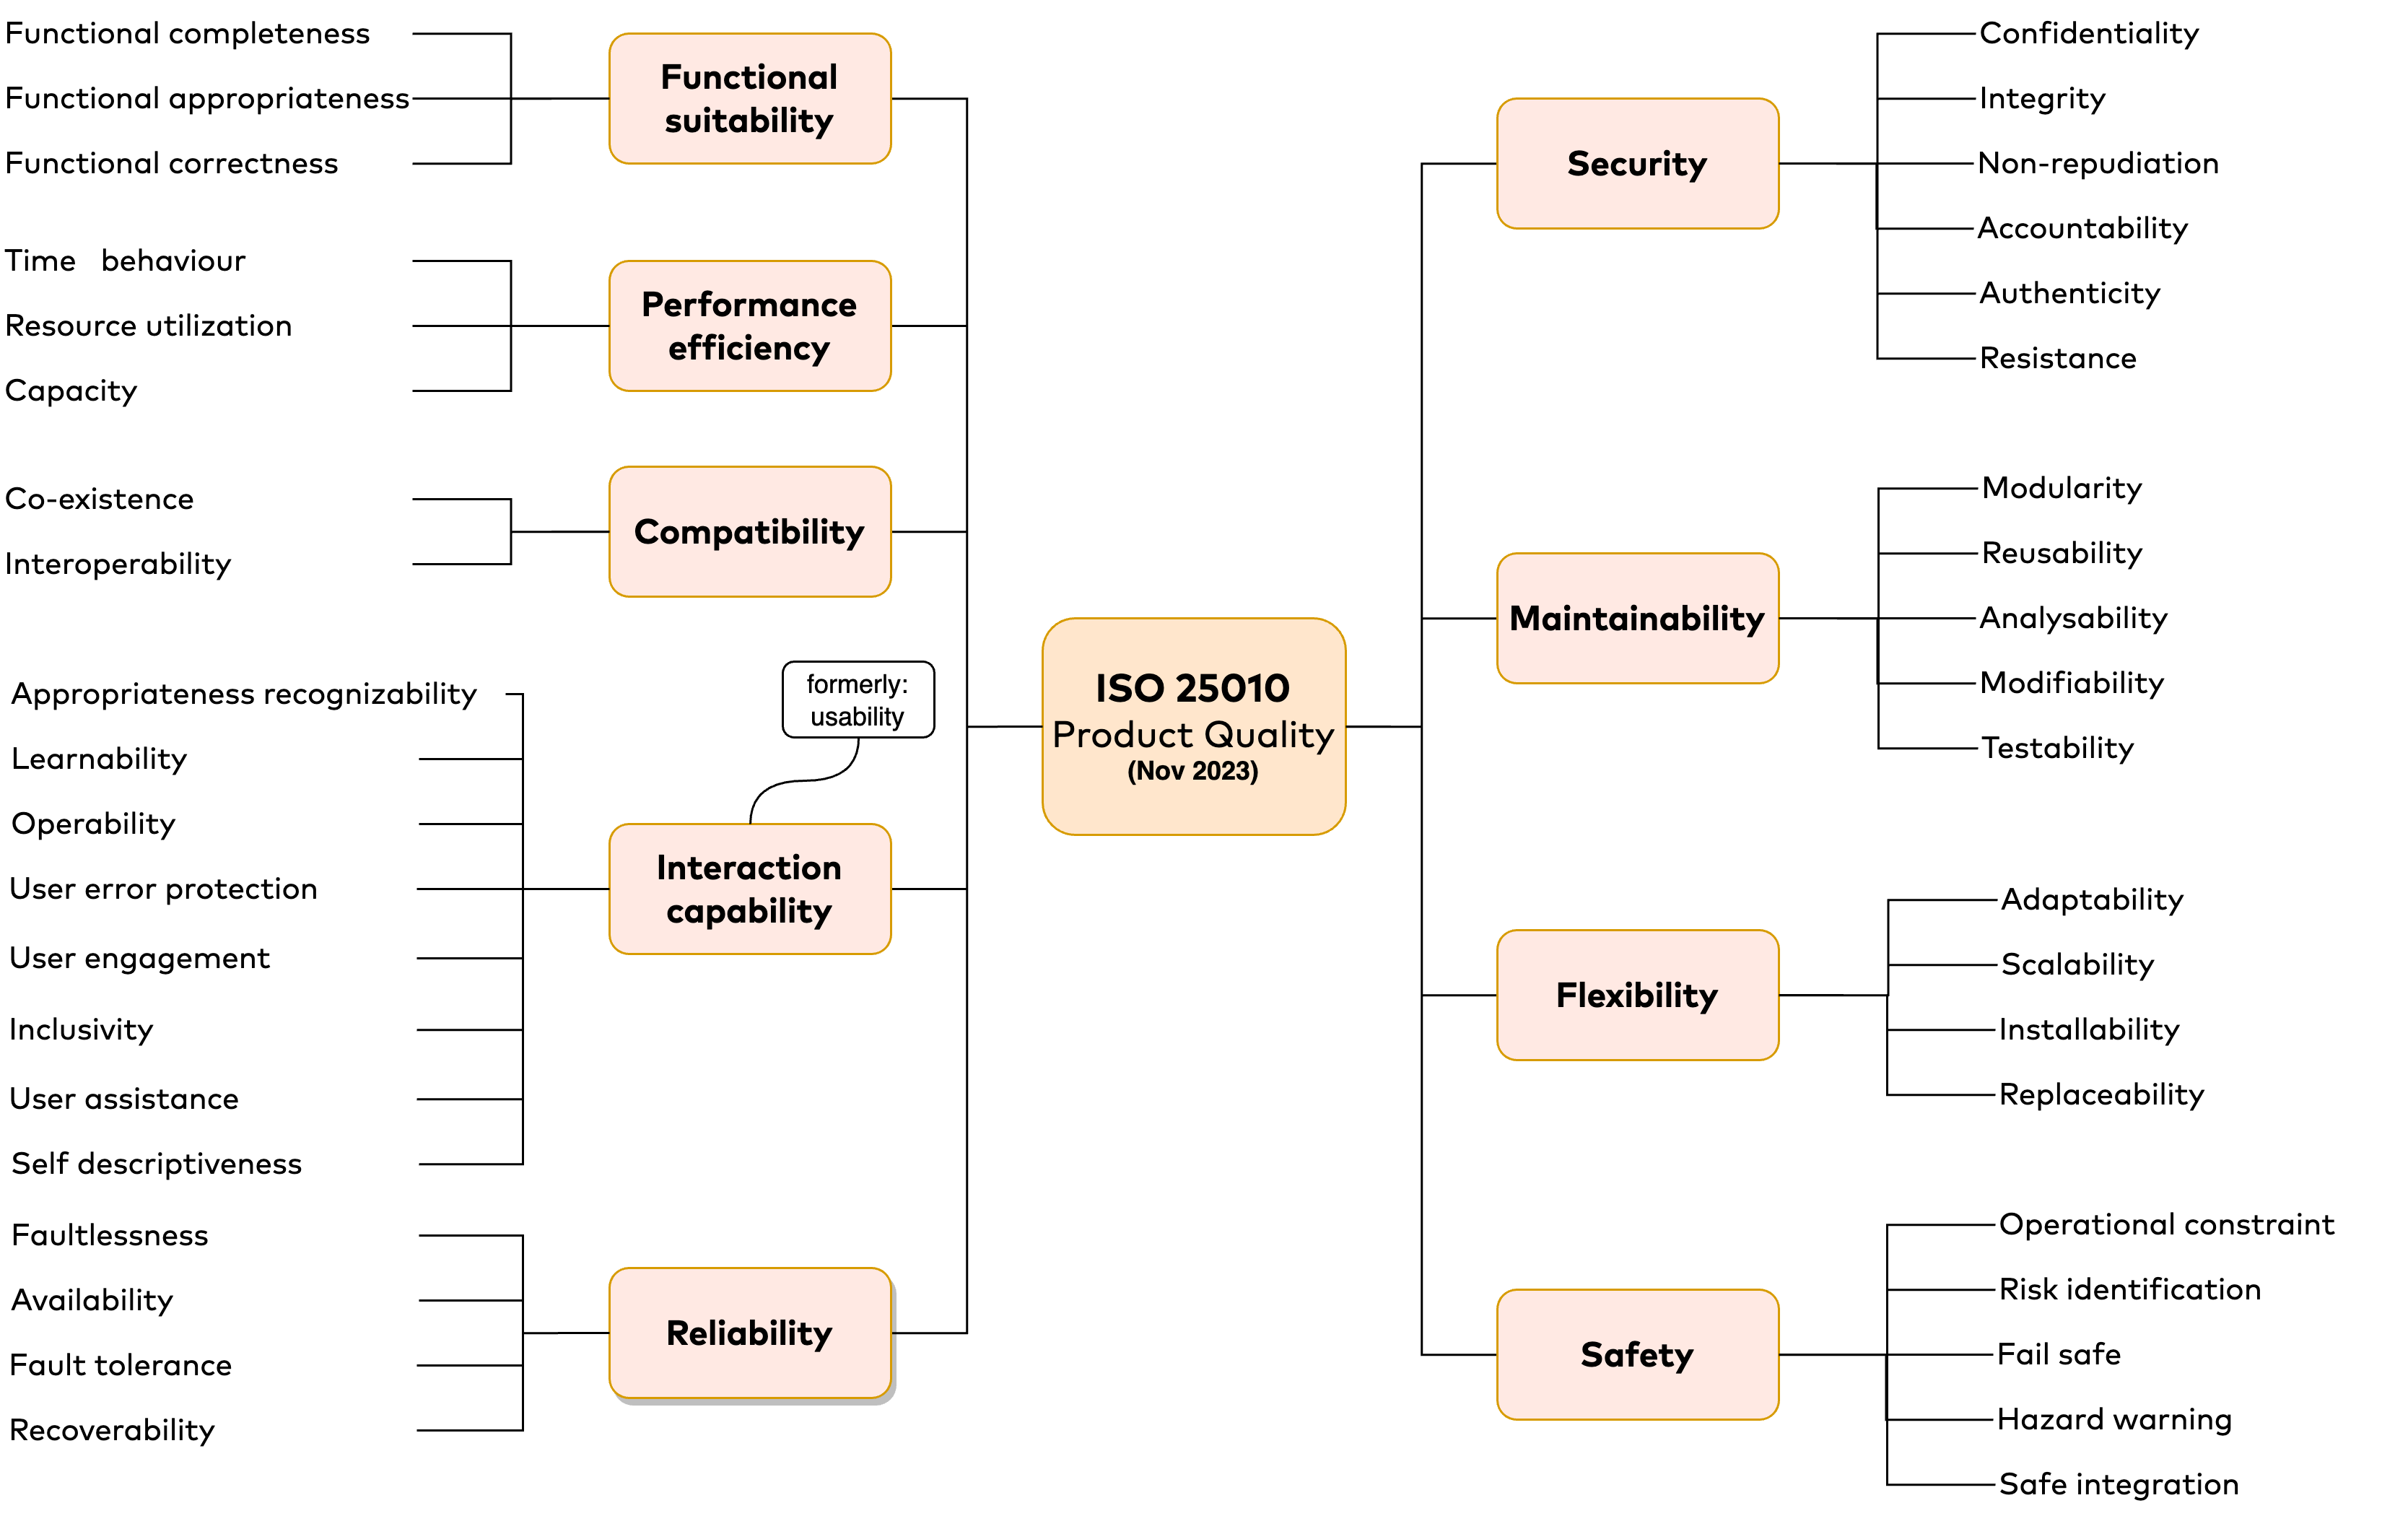 Functional completeness
Functional appropriateness
Functional correctness
Functional
suitability
Time behaviour
Resource utilization
Capacity
Performance
efficiency
Co-existence
Interoperability
Compatibility
Appropriateness recognizability
Learnability
Operability
User error protection
User engagement
Inclusivity
User assistance
Self descriptiveness
formerly:
usability
Interaction
capability
Faultlessness
Availability
Fault tolerance
Recoverability
Reliability
ISO 25010
Product Quality
(Nov 2023)
Security
Confidentiality
Integrity
Non-repudiation
Accountability
Authenticity
Resistance
Maintainability
Modularity
Reusability
Analysability
Modifiability
Testability
Flexibility
Adaptability
Scalability
Installability
Replaceability
Safety
Operational constraint
Risk identification
Fail safe
Hazard warning
Safe integration